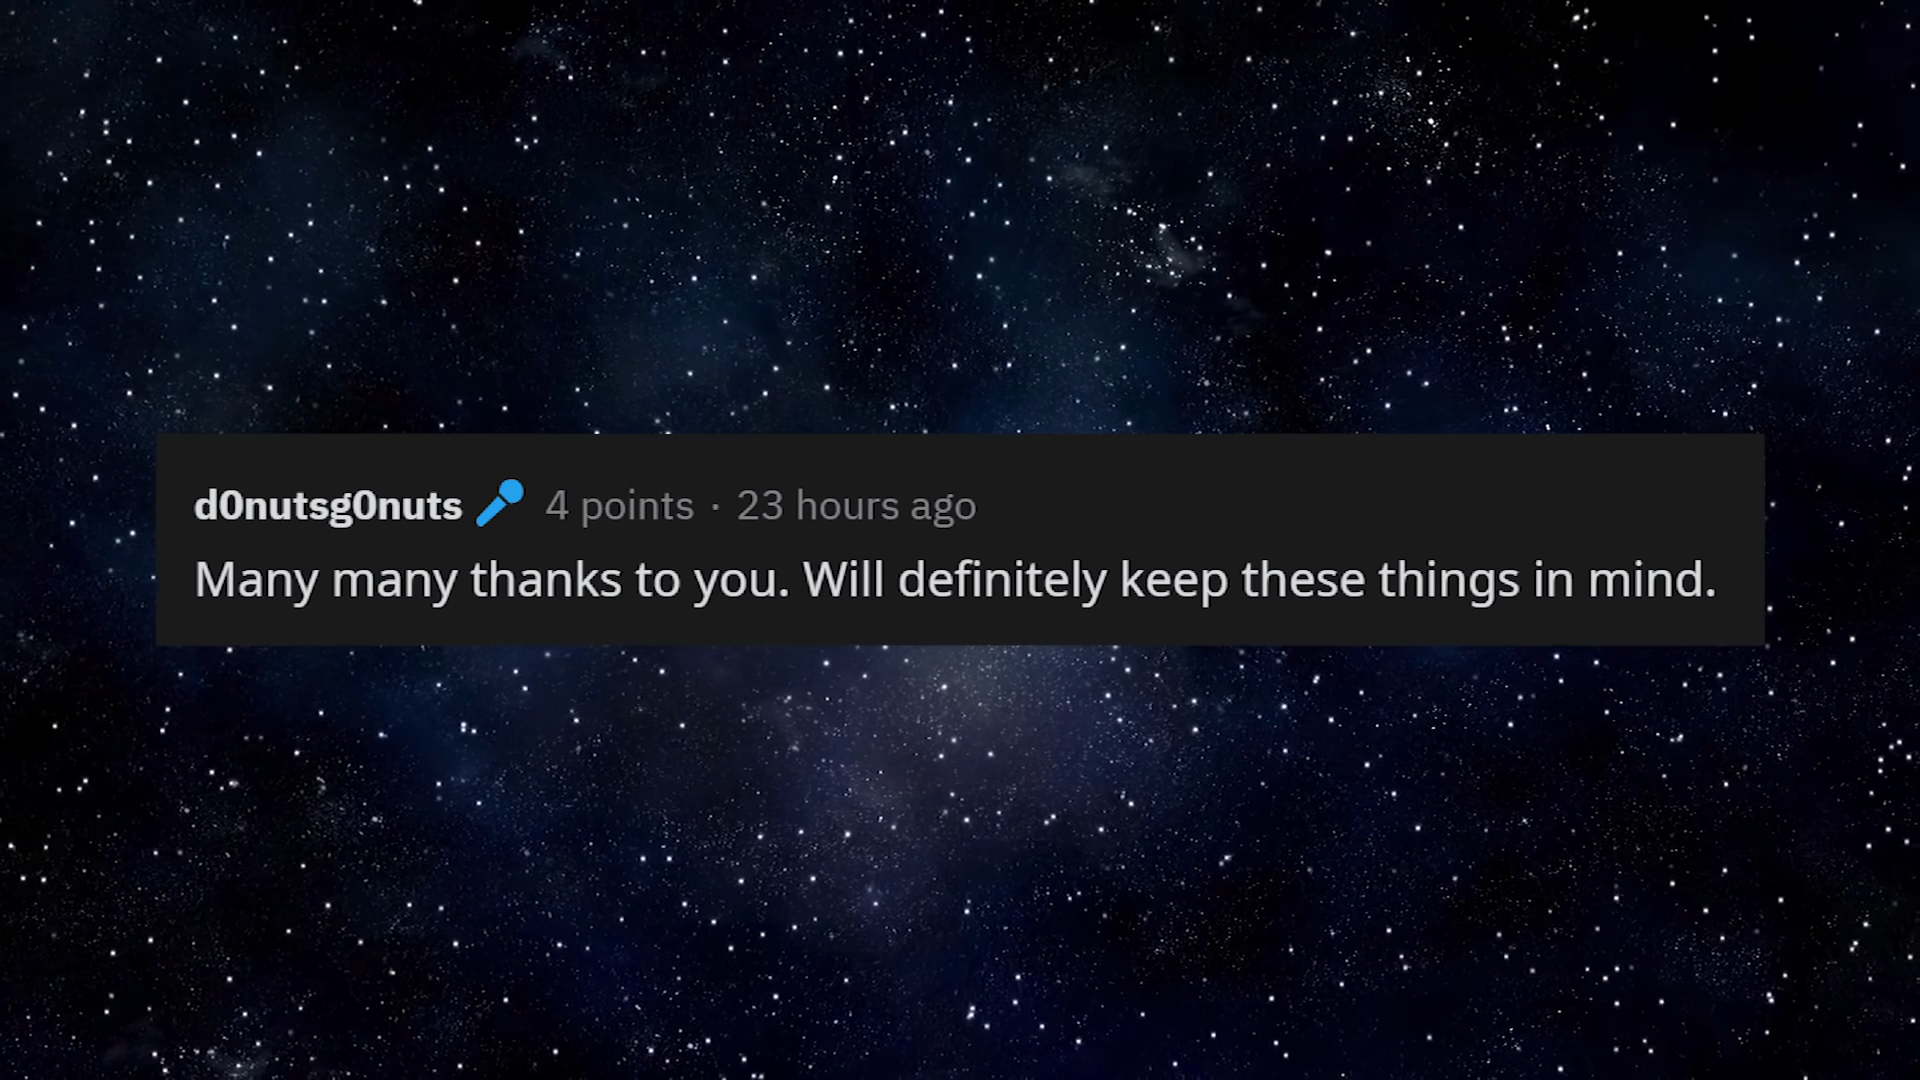 d0nutsg0nuts 4 points · 23 hours ago
Many many thanks to you. Will definitely keep these things in mind.